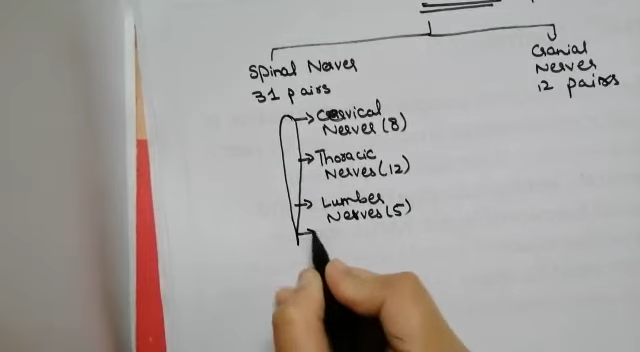 Spinal Nerves
31 pairs
Cervical
Nerves (8)
Thoracic
Nerves (12)
Lumber
Nerves (5)
Cranial
Nerves
12 pairs